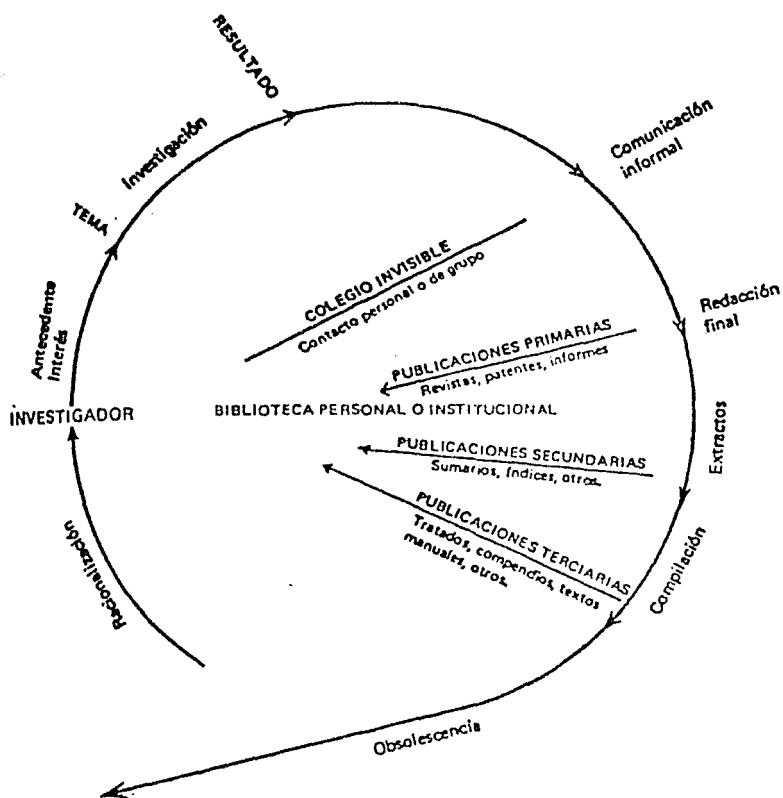 RESULTADO
Investigación
TEMA
Antecedente
Interés
INVESTIGADOR
Racionalización
Comunicación
informal
COLEGIO INVISIBLE
Contacto personal o de grupo
Redacción
final
PUBLICACIONES PRIMARIAS
Revistas, patentes, informes
BIBLIOTECA PERSONAL O INSTITUCIONAL
PUBLICACIONES SECUNDARIAS
Sumarios, índices, otros.
Extractos
PUBLICACIONES TERCIARIAS
Tratados, compendios, textos
manuales, otros.
Compilación
Obsolescencia